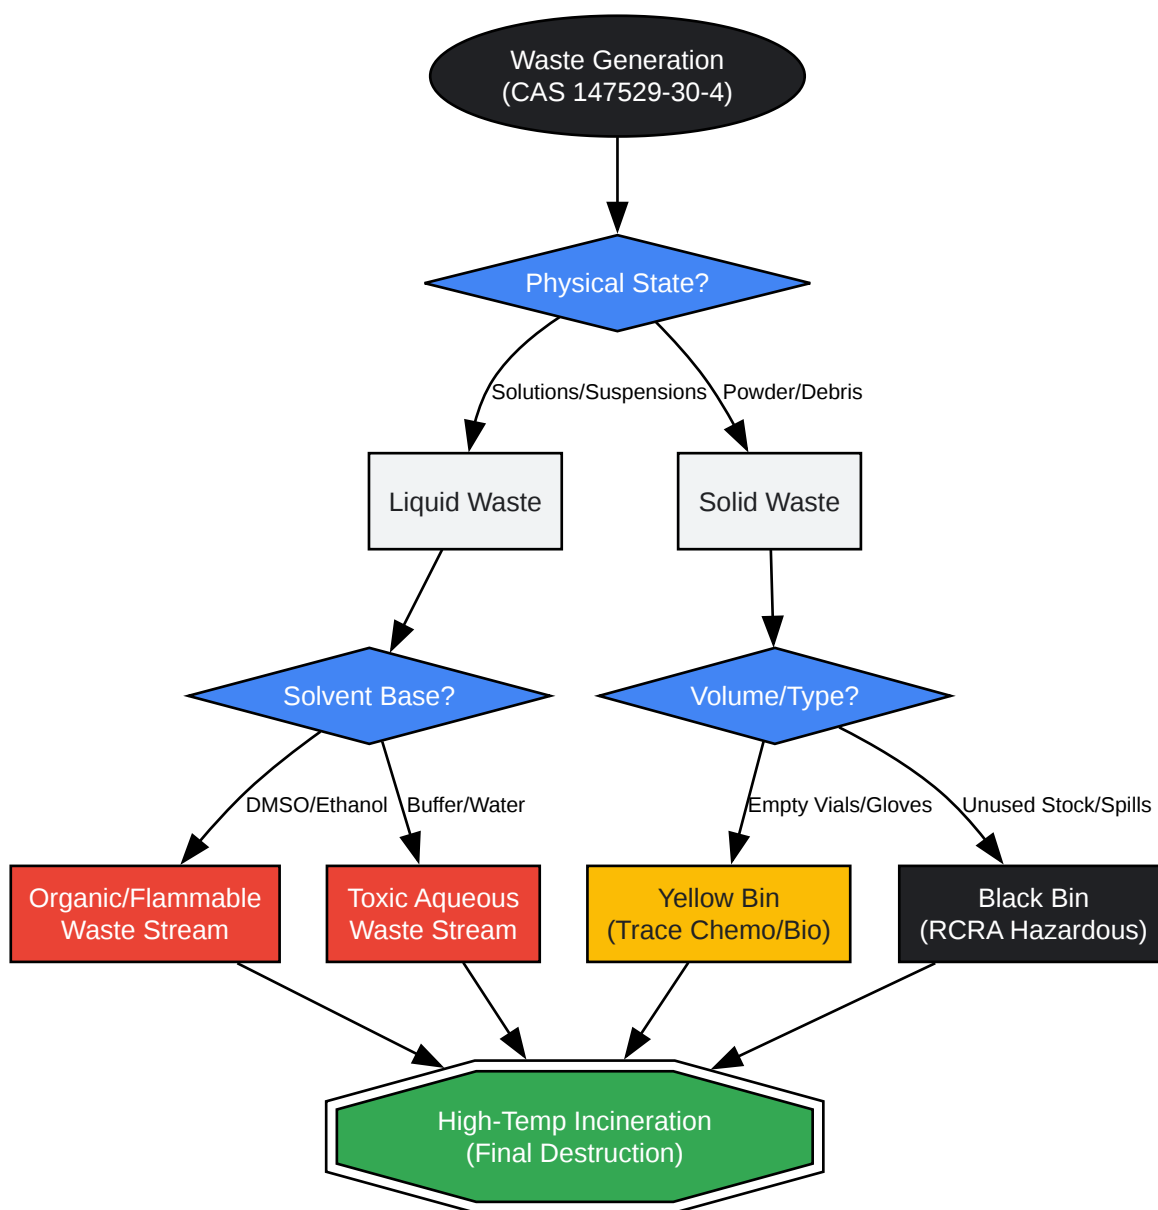 Waste Generation
(CAS 147529-30-4)
Physical State?
Solutions/Suspensions
Powder/Debris
Liquid Waste
Solid Waste
Solvent Base?
Volume/Type?
DMSO/Ethanol
Buffer/Water
Empty Vials/Gloves
Unused Stock/Spills
Organic/Flammable
Waste Stream
Toxic Aqueous
Waste Stream
Yellow Bin
(Trace Chemo/Bio)
Black Bin
(RCRA Hazardous)
High-Temp Incineration
(Final Destruction)